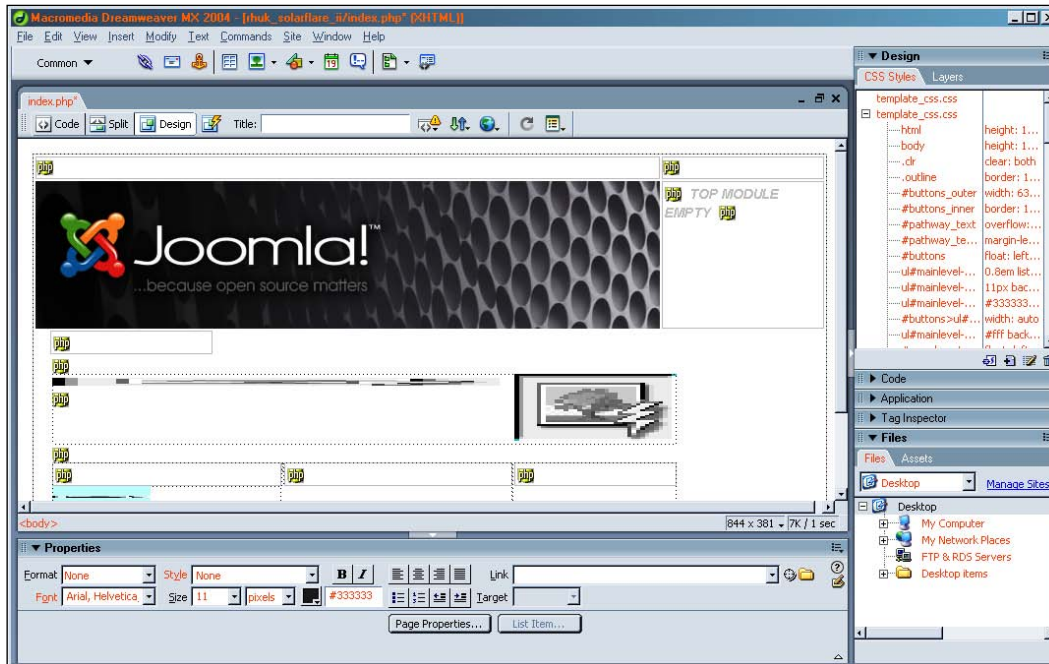 Macromedia Dreamweaver MX 2004 - [rhuk_solarflare_ii/index.php* (XHTML)]
File Edit View Insert Modify Text Commands Site Window Help
Common
index.php*
Code Split Design Title:
php php
Joomla!™
...because open source matters
php TOP MODULE
EMPTY php
php
php
php
php
php php php
<body>
844 x 381 7K / 1 sec
Properties
Format None Style None B I Link
Font Arial, Helvetica, Size 11 pixels #333333 Target
Page Properties... List Item...
Design
CSS Styles Layers
template_css.css
template_css.css
html height: 1...
body height: 1...
.clr clear: both
.outline border: 1...
#buttons_outer width: 63...
#buttons_inner border: 1...
#pathway_text overflow:...
#pathway_te... margin-le...
#buttons float: left...
ul#mainlevel-... 0.8em list...
ul#mainlevel-... 11px bac...
ul#mainlevel-... #333333...
#buttons>ul#... width: auto
ul#mainlevel-... #fff back...
Code
Application
Tag Inspector
Files
Files Assets
Desktop Manage Sites
Desktop
My Computer
My Network Places
FTP & RDS Servers
Desktop items